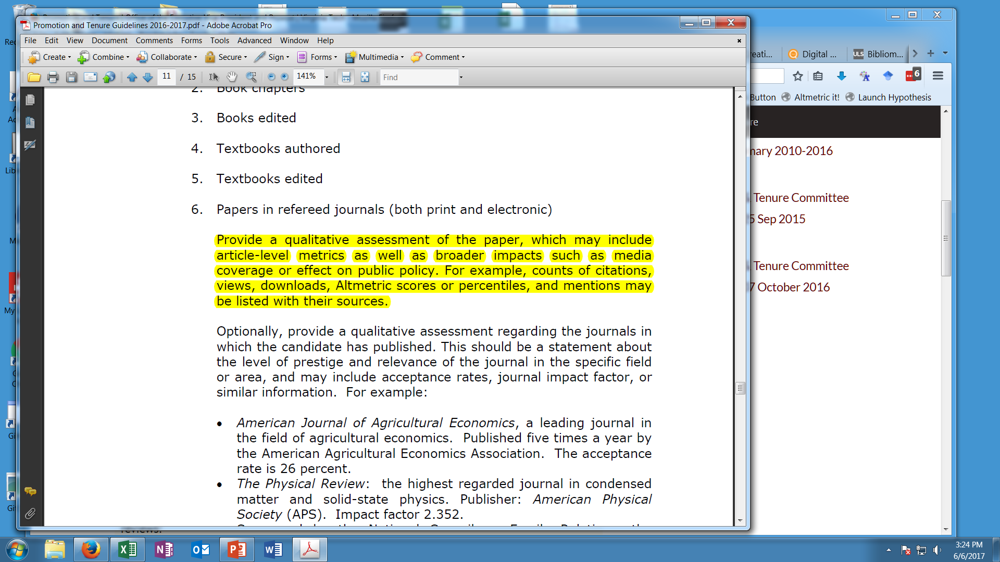 Promotion and Tenure Guidelines 2016-2017.pdf - Adobe Acrobat Pro
File Edit View Document Comments Forms Tools Advanced Window Help
Create Combine Collaborate Secure Sign Forms Multimedia Comment
11 / 15 141% Find
2. Book chapters
3. Books edited
4. Textbooks authored
5. Textbooks edited
6. Papers in refereed journals (both print and electronic)
Provide a qualitative assessment of the paper, which may include
article-level metrics as well as broader impacts such as media
coverage or effect on public policy. For example, counts of citations,
views, downloads, Altmetric scores or percentiles, and mentions may
be listed with their sources.
Optionally, provide a qualitative assessment regarding the journals in
which the candidate has published. This should be a statement about
the level of prestige and relevance of the journal in the specific field
or area, and may include acceptance rates, journal impact factor, or
similar information. For example:
• American Journal of Agricultural Economics, a leading journal in
the field of agricultural economics. Published five times a year by
the American Agricultural Economics Association. The acceptance
rate is 26 percent.
• The Physical Review: the highest regarded journal in condensed
matter and solid-state physics. Publisher: American Physical
Society (APS). Impact factor 2.352.
reviews.
reati... Digital ... ULS Bibliom...
6
Button Altmetric it! Launch Hypothesis
re
mary 2010-2016
Tenure Committee
5 Sep 2015
Tenure Committee
7 October 2016
3:24 PM
6/6/2017